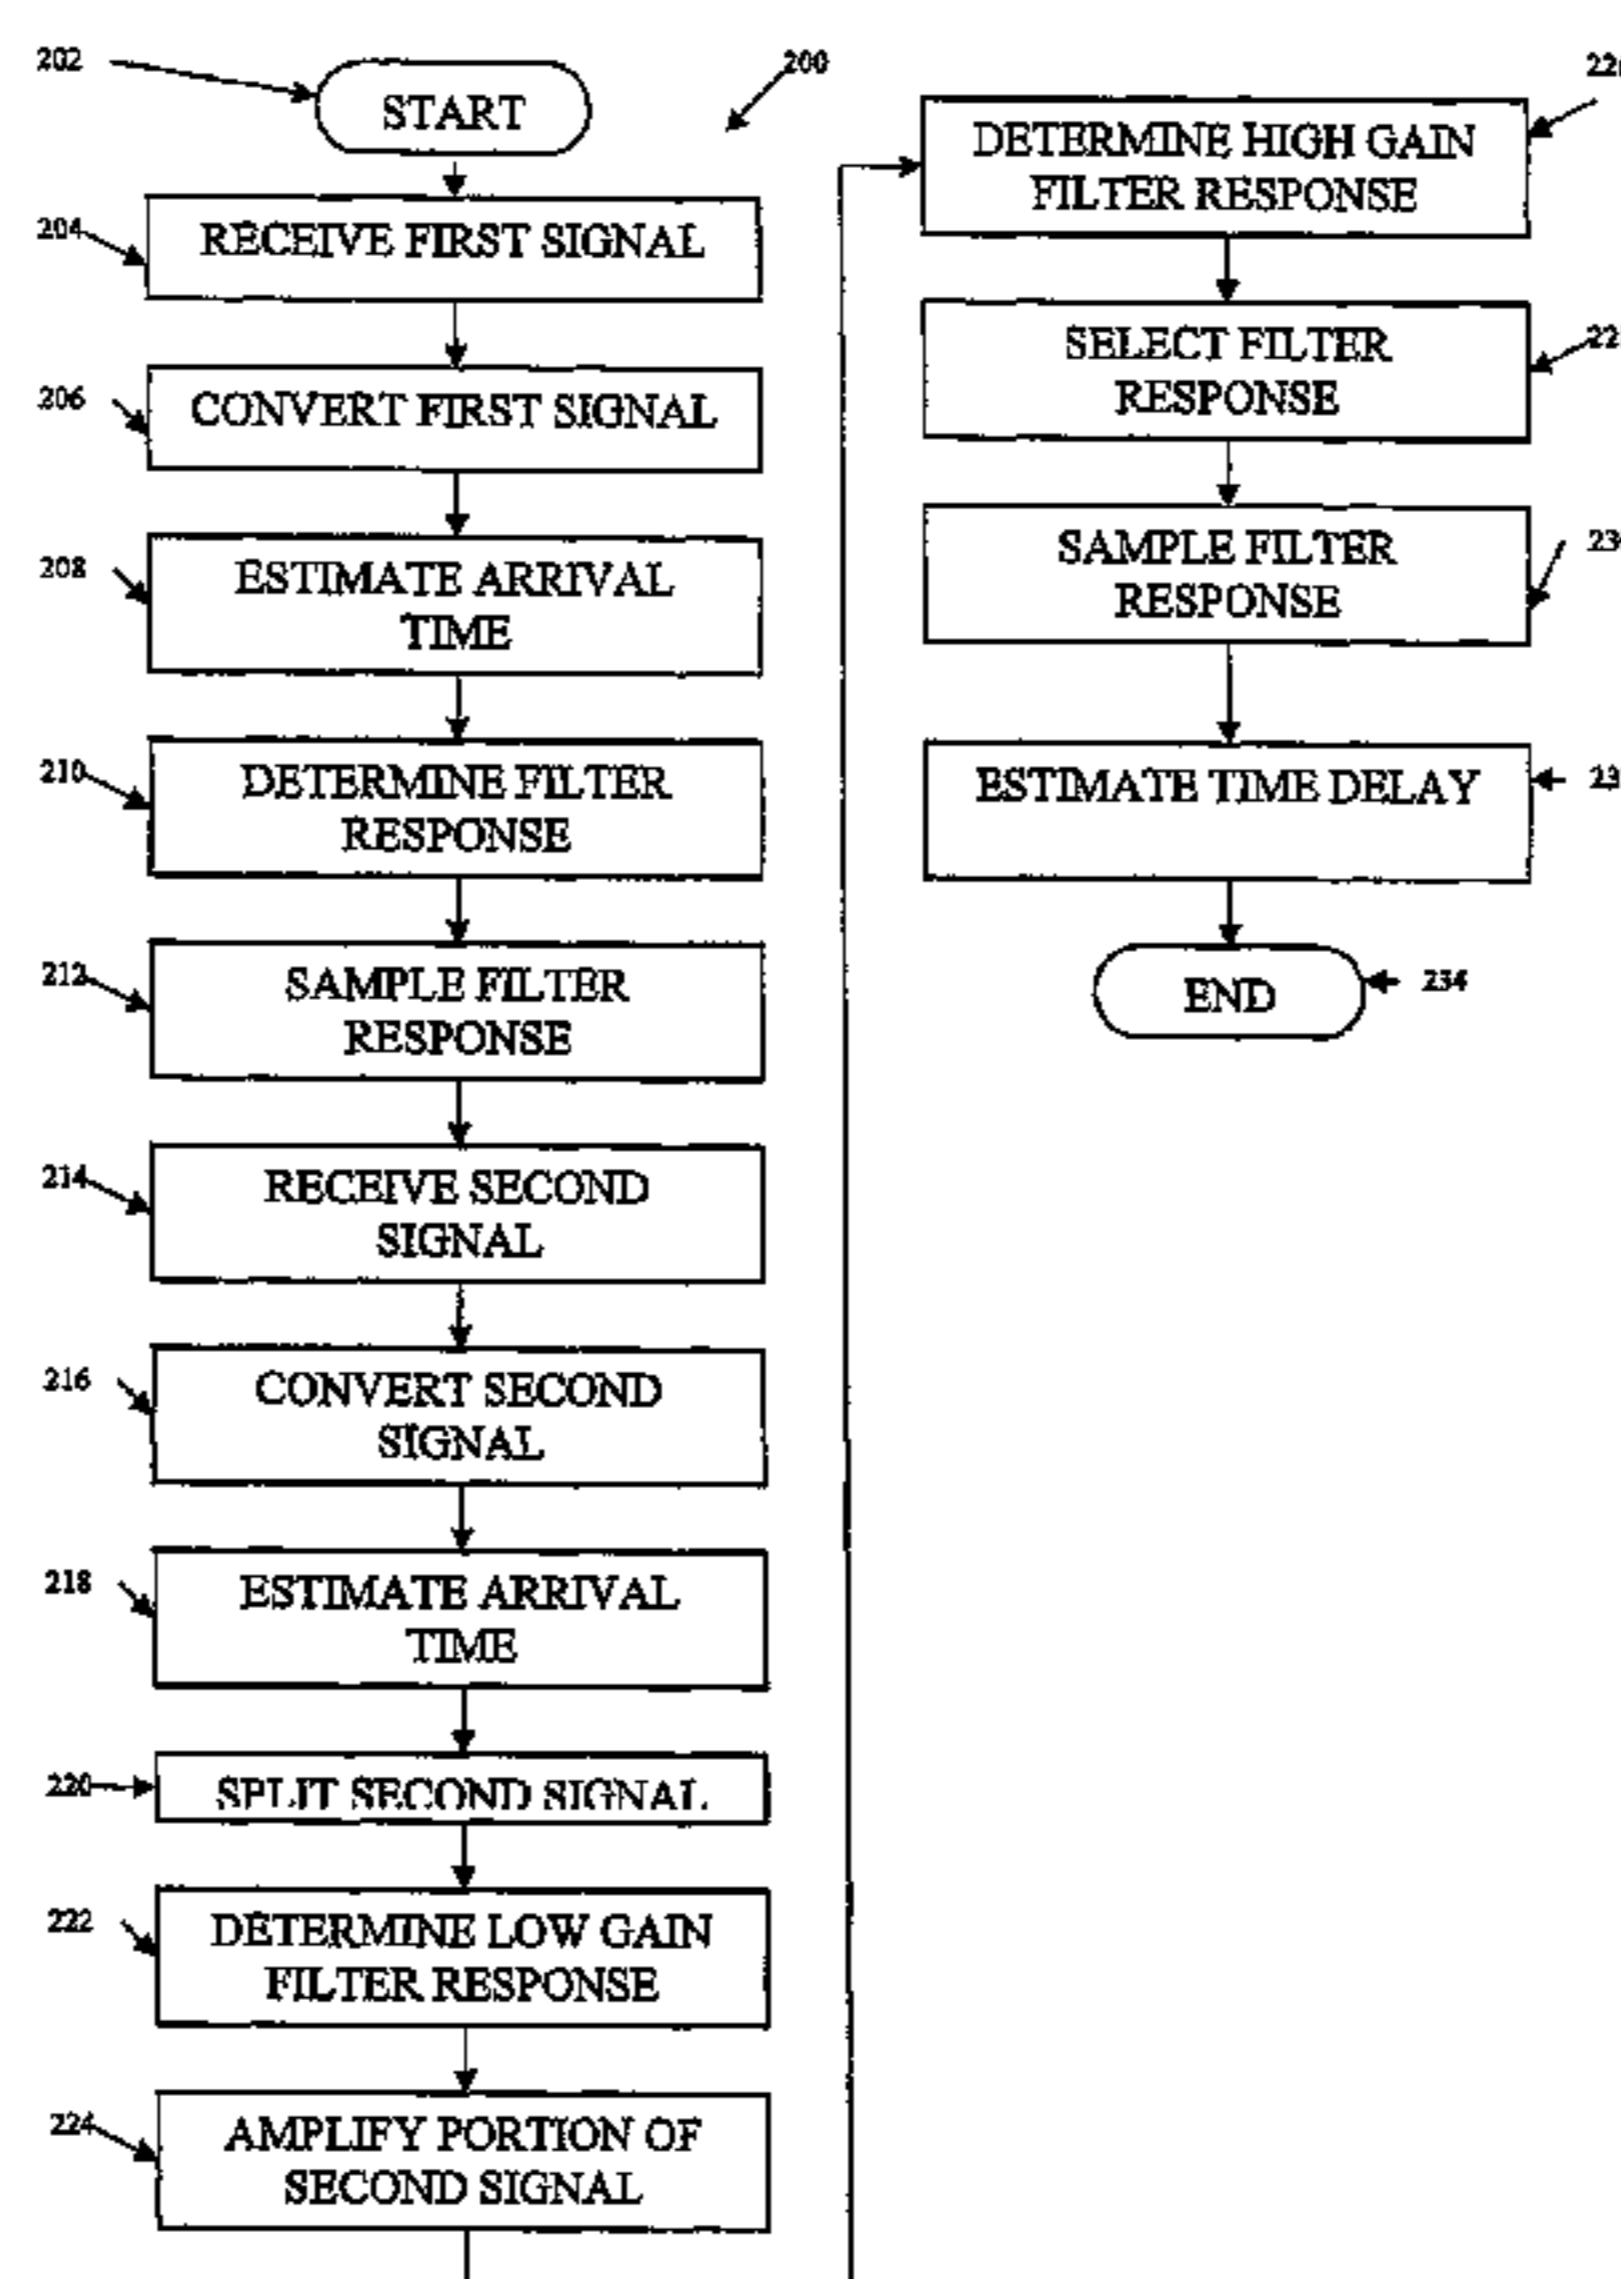 202
START
200
204
RECEIVE FIRST SIGNAL
206
CONVERT FIRST SIGNAL
208
ESTIMATE ARRIVAL
TIME
210
DETERMINE FILTER
RESPONSE
212
SAMPLE FILTER
RESPONSE
214
RECEIVE SECOND
SIGNAL
216
CONVERT SECOND
SIGNAL
218
ESTIMATE ARRIVAL
TIME
220
SPLIT SECOND SIGNAL
222
DETERMINE LOW GAIN
FILTER RESPONSE
224
AMPLIFY PORTION OF
SECOND SIGNAL
DETERMINE HIGH GAIN
FILTER RESPONSE
SELECT FILTER
RESPONSE
SAMPLE FILTER
RESPONSE
ESTIMATE TIME DELAY
END
234